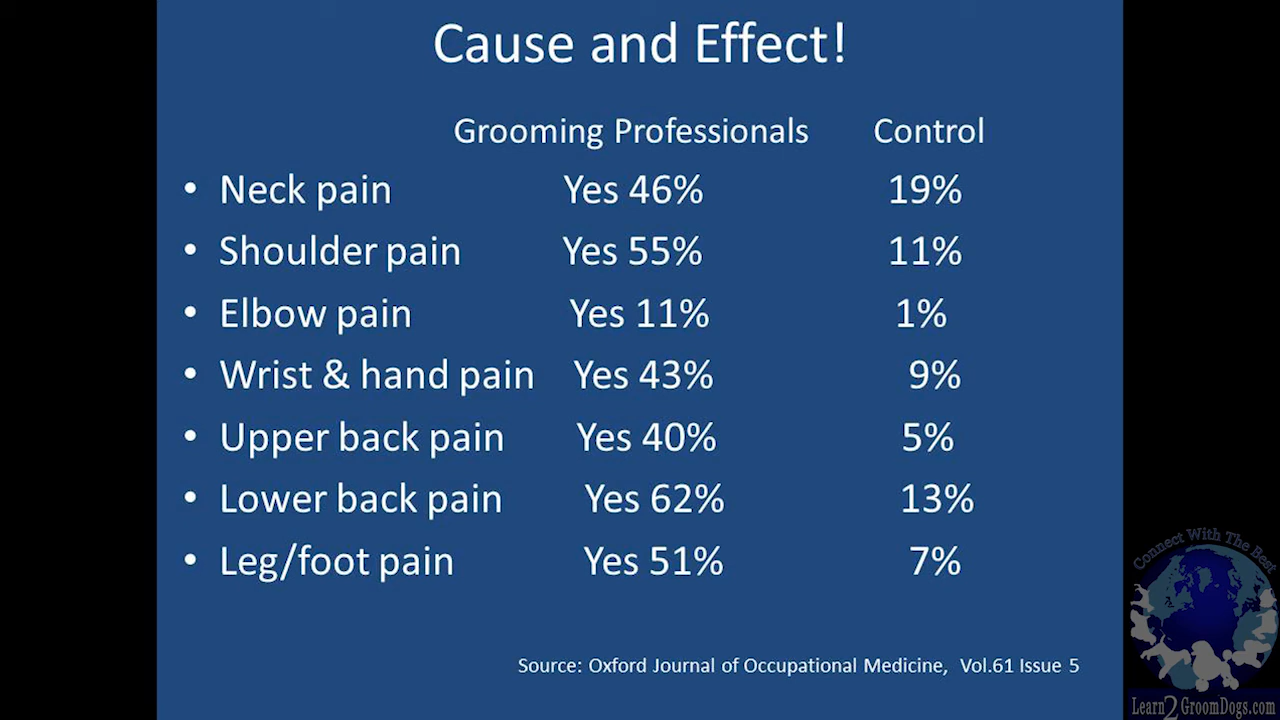 Cause and Effect!
Grooming Professionals Control
• Neck pain Yes 46% 19%
• Shoulder pain Yes 55% 11%
• Elbow pain Yes 11% 1%
• Wrist & hand pain Yes 43% 9%
• Upper back pain Yes 40% 5%
• Lower back pain Yes 62% 13%
• Leg/foot pain Yes 51% 7%
Source: Oxford Journal of Occupational Medicine, Vol.61 Issue 5
Connect With The Best
Learn2GroomDogs.com